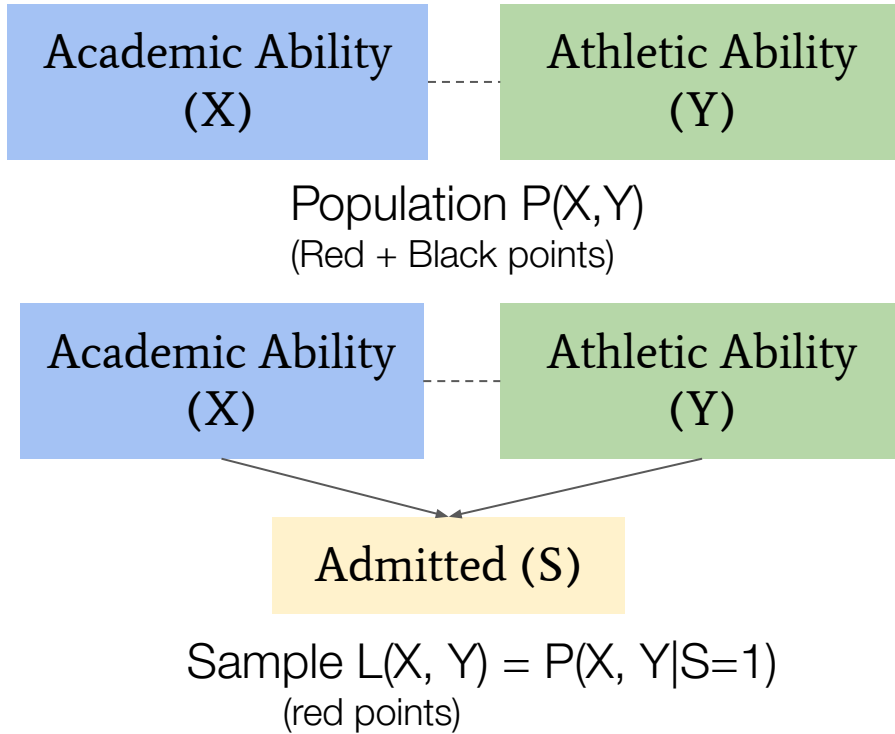 Academic Ability
(X)
Athletic Ability
(Y)
Population P(X,Y)
(Red + Black points)
Academic Ability
(X)
Athletic Ability
(Y)
Admitted (S)
Sample L(X, Y) = P(X, Y|S=1)
(red points)